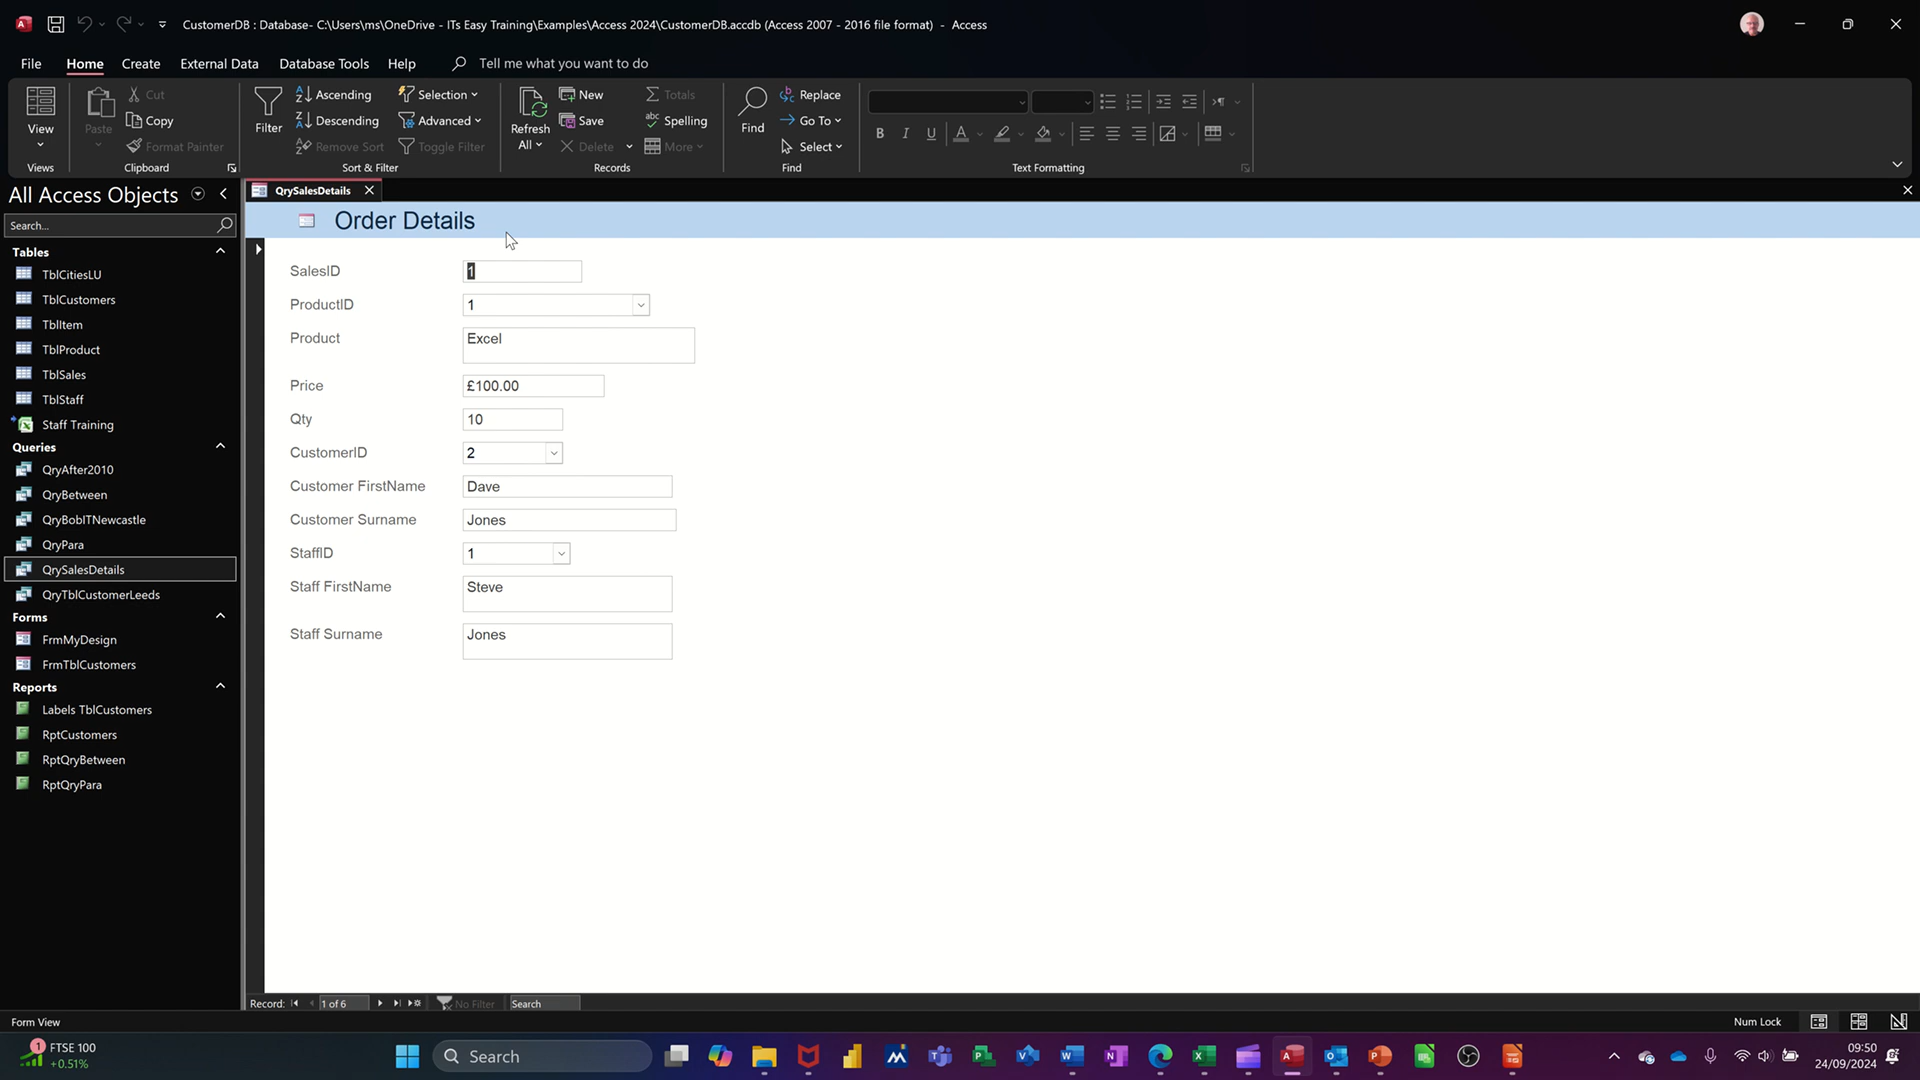 CustomerDB : Database- C:\Users\ms\OneDrive - ITs Easy Training\Examples\Access 2024\CustomerDB.accdb (Access 2007 - 2016 file format) - Access
File Home Create External Data Database Tools Help Tell me what you want to do
View
Views
Paste
Cut
Copy
Format Painter
Clipboard
Filter
Ascending
Descending
Remove Sort
Selection
Advanced
Toggle Filter
Sort & Filter
Refresh
All
New
Save
Delete
Totals
Spelling
More
Records
Find
Replace
Go To
Select
Find
B I U A
Text Formatting
All Access Objects
Search...
Tables
TblCitiesLU
TblCustomers
TblItem
TblProduct
TblSales
TblStaff
Staff Training
Queries
QryAfter2010
QryBetween
QryBobITNewcastle
QryPara
QrySalesDetails
QryTblCustomerLeeds
Forms
FrmMyDesign
FrmTblCustomers
Reports
Labels TblCustomers
RptCustomers
RptQryBetween
RptQryPara
QrySalesDetails
Order Details
SalesID 1
ProductID 1
Product Excel
Price £100.00
Qty 10
CustomerID 2
Customer FirstName Dave
Customer Surname Jones
StaffID 1
Staff FirstName Steve
Staff Surname Jones
Record: 1 of 6 No Filter Search
Form View Num Lock
1 FTSE 100
+0.51%
Search
09:50
24/09/2024